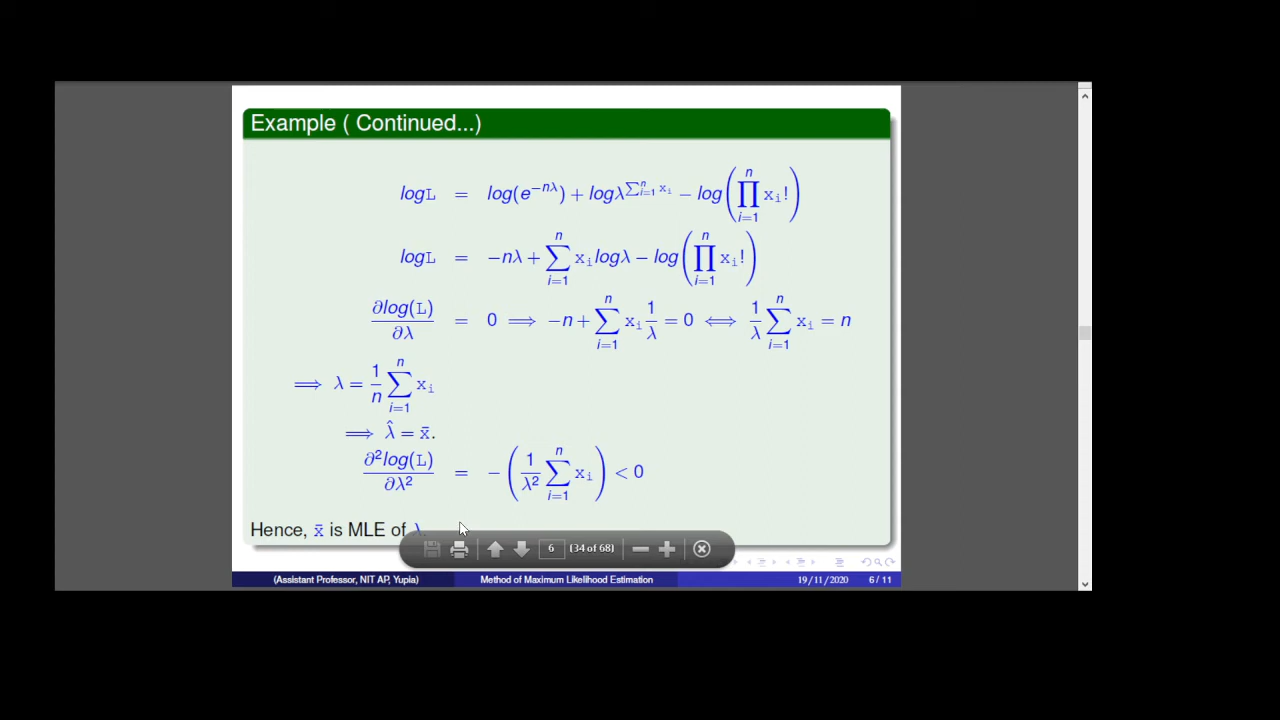 Example ( Continued...)
logL = log(e^{-nλ}) + logλ^{∑_{i=1}^{n} x_i} − log(∏_{i=1}^{n} x_i!)
logL = −nλ + ∑_{i=1}^{n} x_i logλ − log(∏_{i=1}^{n} x_i!)
∂log(L)/∂λ = 0 ⟹ −n + ∑_{i=1}^{n} x_i 1/λ = 0 ⟺ 1/λ ∑_{i=1}^{n} x_i = n
⟹ λ = 1/n ∑_{i=1}^{n} x_i
⟹ λ̂ = x̄.
∂²log(L)/∂λ² = −(1/λ² ∑_{i=1}^{n} x_i) < 0
Hence, x̄ is MLE of λ.
6 (34 of 68)
(Assistant Professor, NIT AP, Yupia) Method of Maximum Likelihood Estimation 19/11/2020 6 / 11